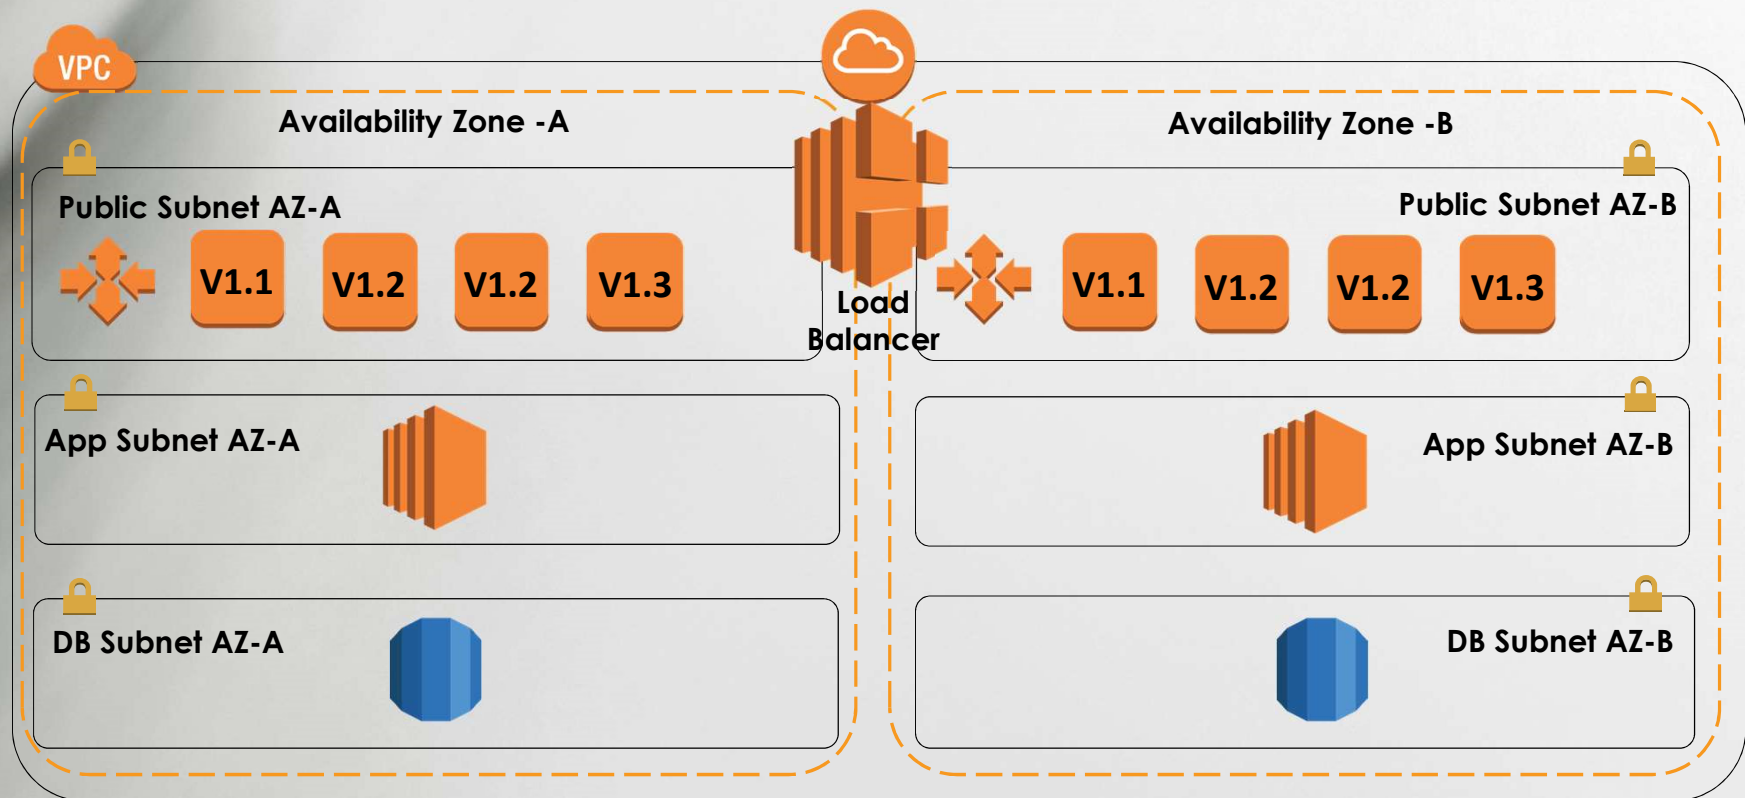 VPC
Availability Zone -A
Availability Zone -B
Public Subnet AZ-A
Public Subnet AZ-B
V1.1
V1.2
V1.2
V1.3
Load
Balancer
V1.1
V1.2
V1.2
V1.3
App Subnet AZ-A
App Subnet AZ-B
DB Subnet AZ-A
DB Subnet AZ-B